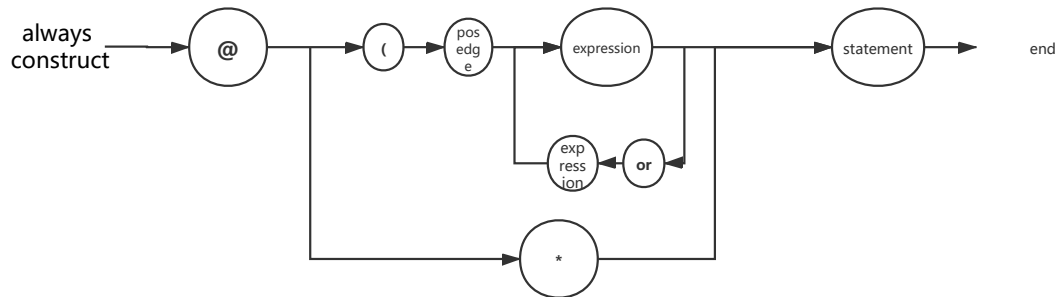 always
construct
@
(
pos
edg
e
expression
statement
end
exp
ress
ion
or
*